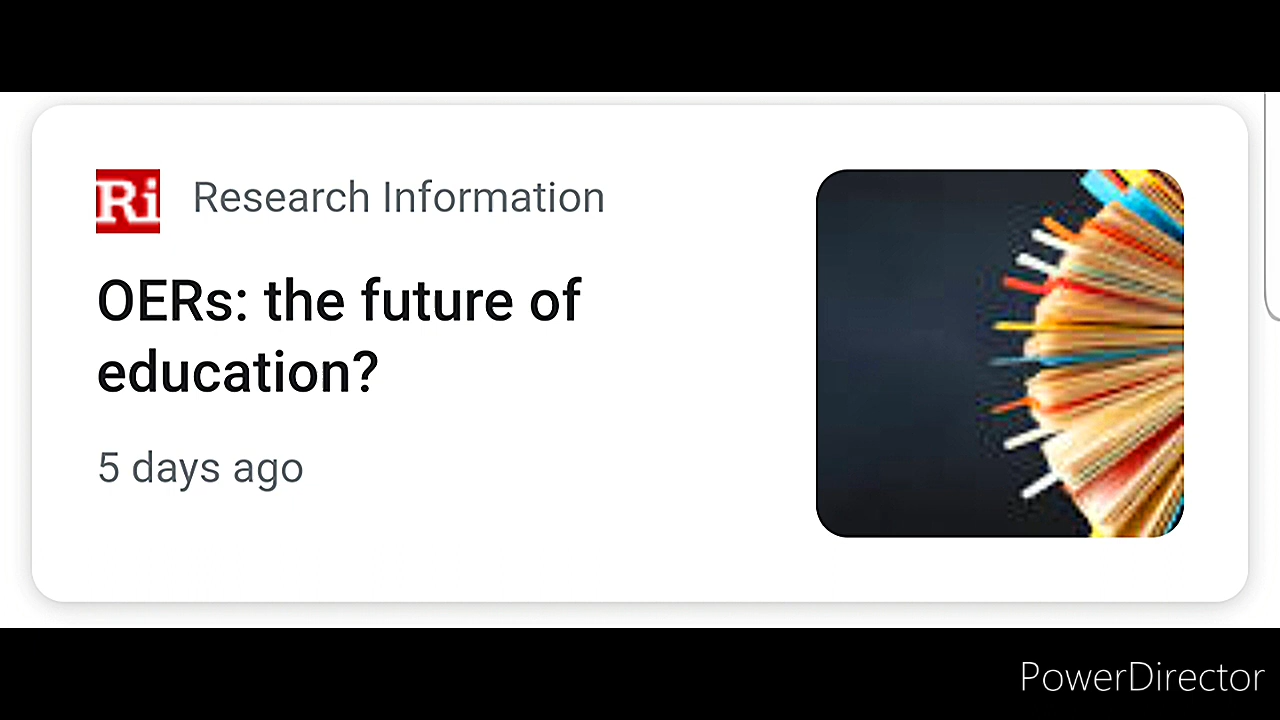 Ri Research Information
OERs: the future of
education?
5 days ago
PowerDirector